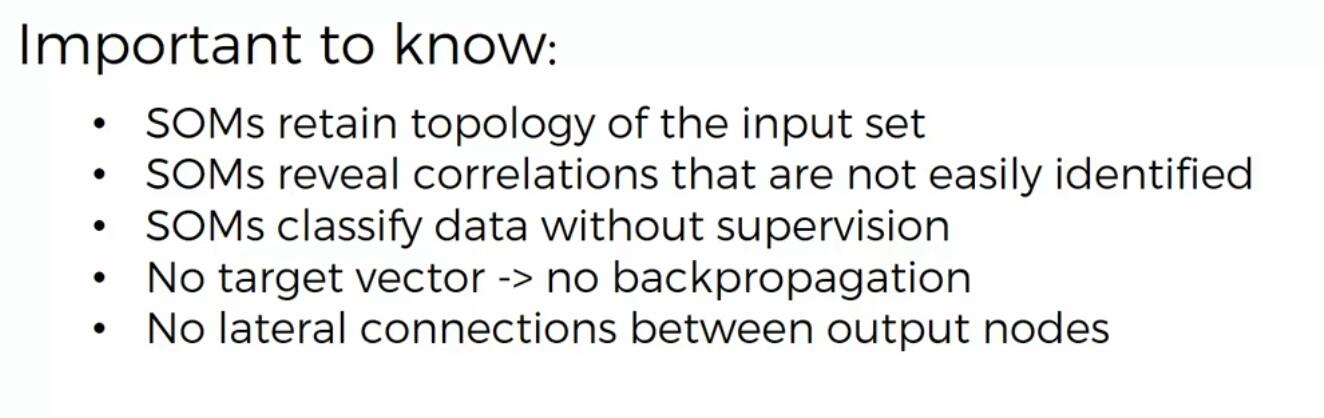 Important to know:
• SOMs retain topology of the input set
• SOMs reveal correlations that are not easily identified
• SOMs classify data without supervision
• No target vector -> no backpropagation
• No lateral connections between output nodes